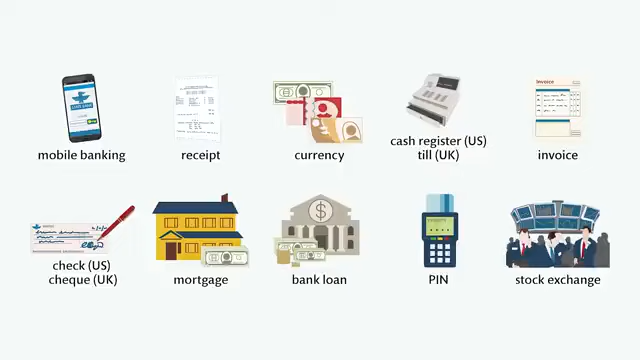 mobile banking
receipt
currency
cash register (US)
till (UK)
invoice
Invoice
check (US)
cheque (UK)
mortgage
bank loan
PIN
stock exchange